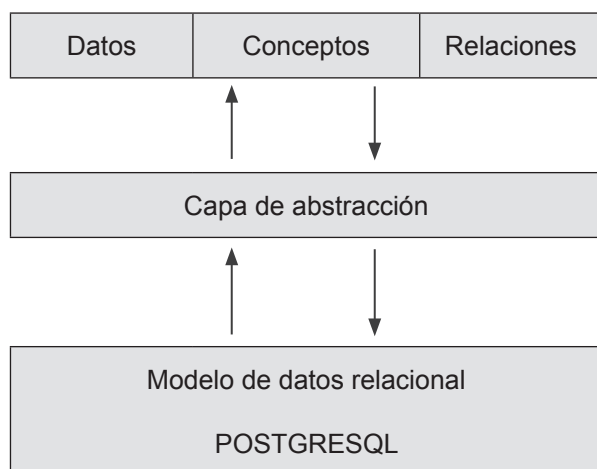 Datos Conceptos Relaciones
Capa de abstracción
Modelo de datos relacional
POSTGRESQL